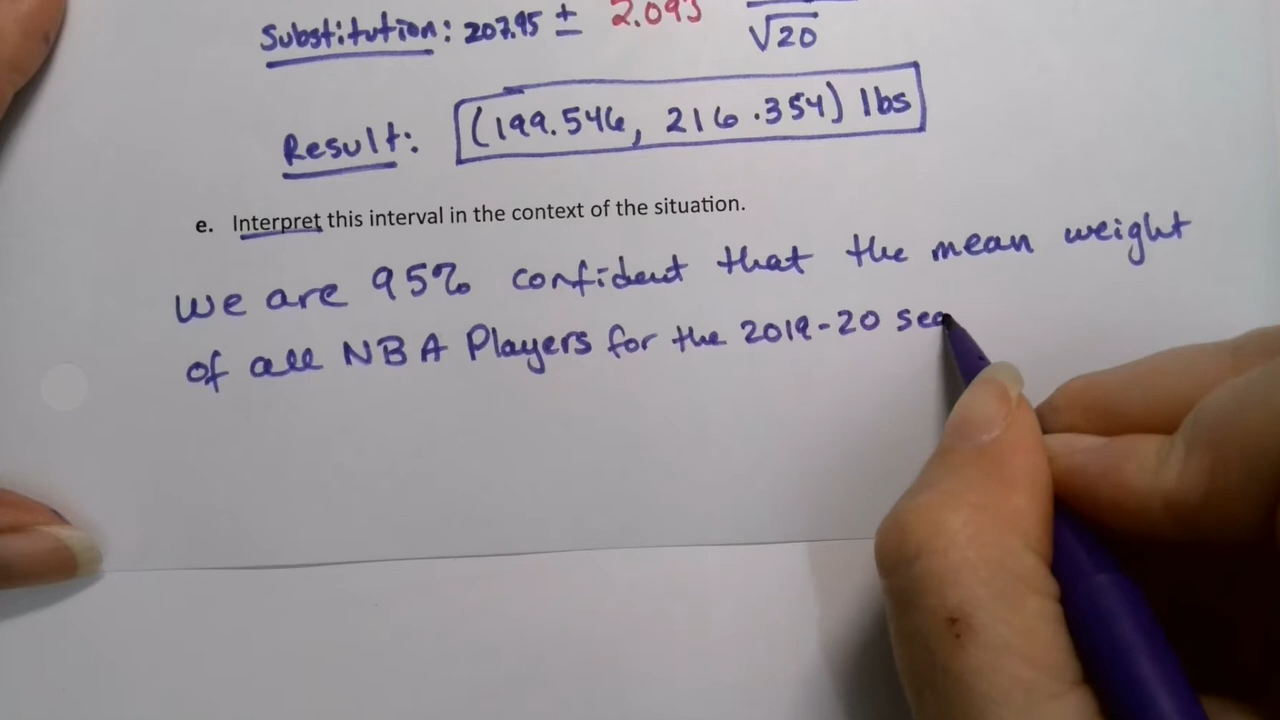 Substitution: 207.95 ± 2.093 √20
Result: (199.546, 216.354) lbs
e. Interpret this interval in the context of the situation.
We are 95% confident that the mean weight
of all NBA Players for the 2019-20 sea